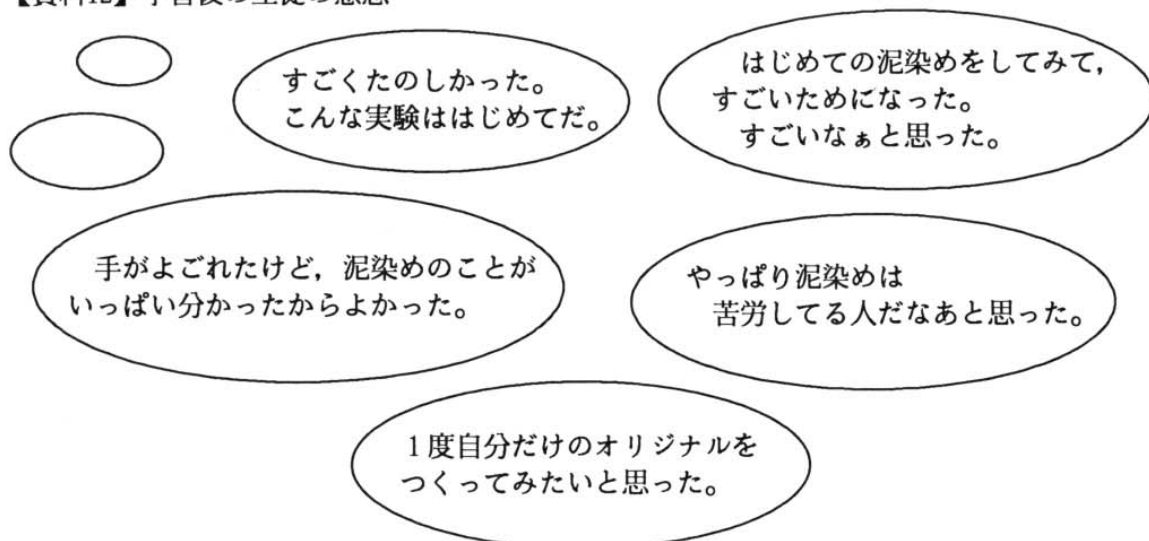 すごくたのしかった。
こんな実験ははじめてだ。
はじめての泥染めをしてみて，
すごいためになった。
すごいなぁと思った。
手がよごれたけど，泥染めのことが
いっぱい分かったからよかった。
やっぱり泥染めは
苦労してる人だなあと思った。
1度自分だけのオリジナルを
つくってみたいと思った。